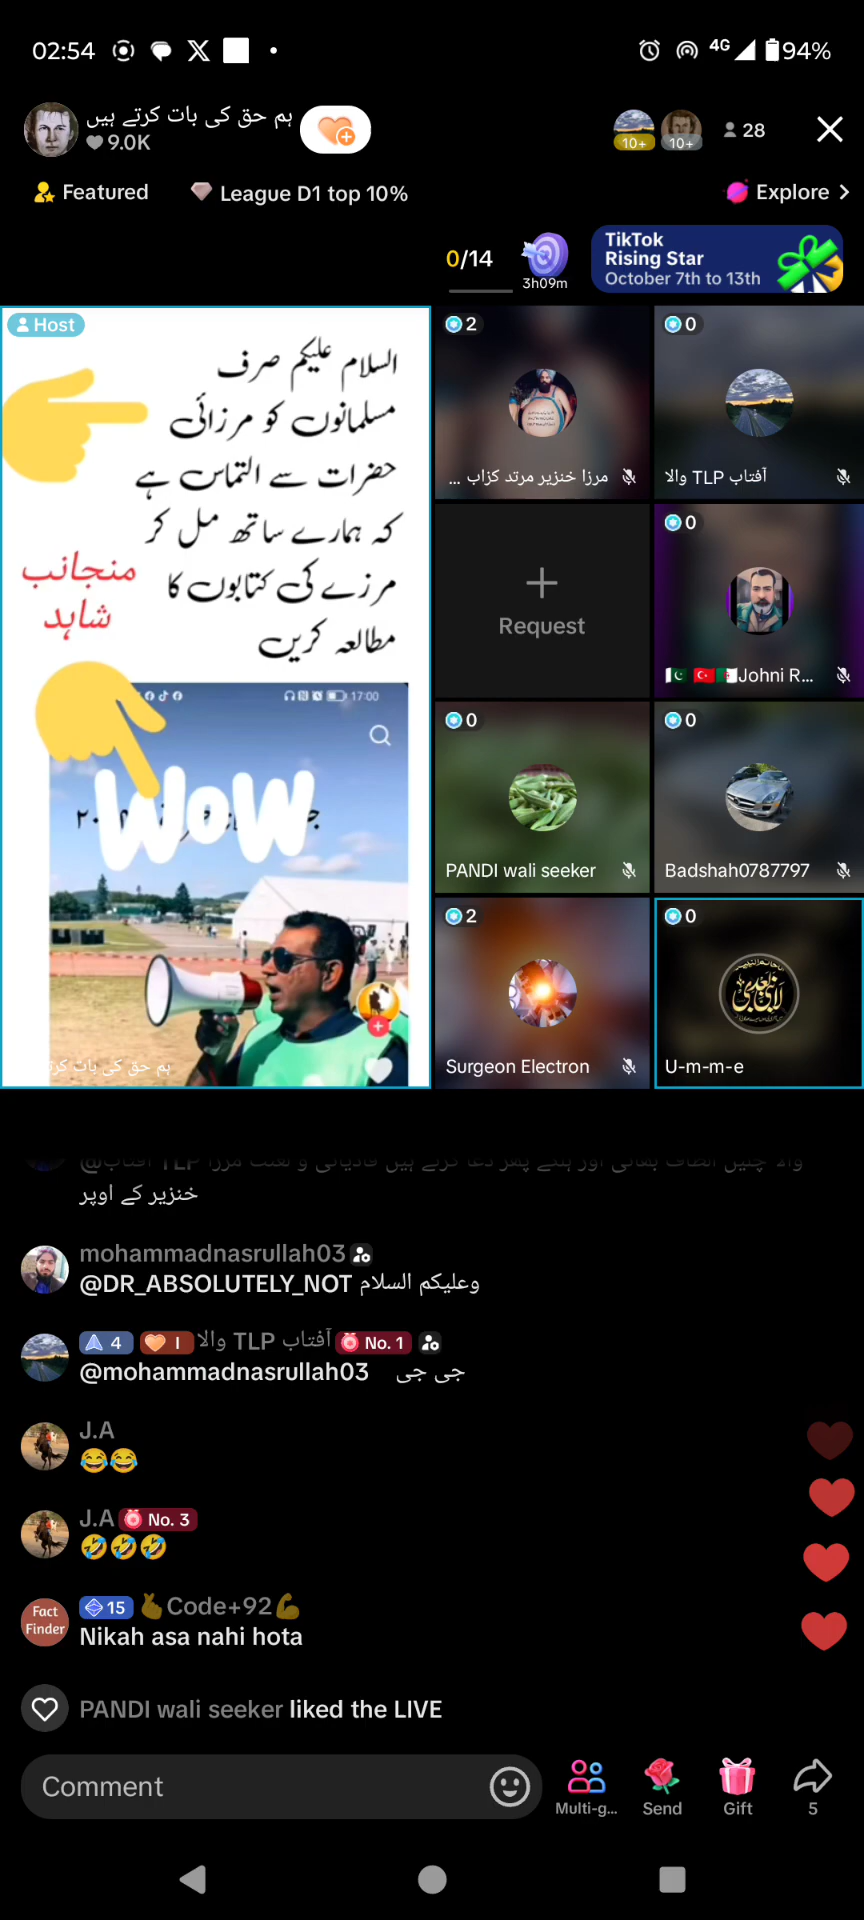 02:54
4G
94%
ہم حق کی بات کرتے ہیں
9.0K
10+
10+
28
Featured
League D1 top 10%
Explore
0/14
3h09m
TikTok
Rising Star
October 7th to 13th
Host
السلام علیکم صرف
مسلمانوں کو مرزائی
حضرات سے التماس ہے
کہ ہمارے ساتھ مل کر
مرزے کی کتابوں کا
مطالعہ کریں
منجانب
شاہد
17:00
WOW
ہم حق کی بات کرتے
2
مرزا خنزیر مرتد کزاب ...
0
آفتاب TLP والا
Request
0
Johni R...
0
PANDI wali seeker
0
Badshah0787797
2
Surgeon Electron
0
U-m-m-e
خنزیر کے اوپر
mohammadnasrullah03
@DR_ABSOLUTELY_NOT وعلیکم السلام
4 I آفتاب TLP والا No. 1
@mohammadnasrullah03 جی جی
J.A
😂😂
J.A No. 3
🤣🤣🤣
Fact
Finder
15 Code+92
Nikah asa nahi hota
PANDI wali seeker liked the LIVE
Comment
Multi-g...
Send
Gift
5